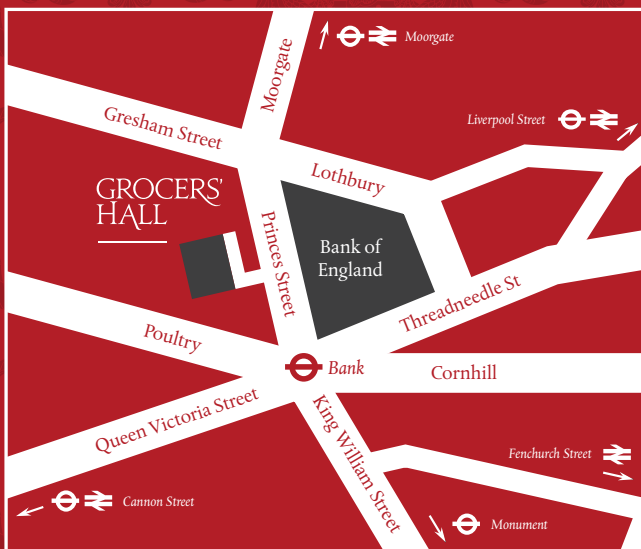 Moorgate
Moorgate
Gresham Street
Liverpool Street
Lothbury
GROCERS'
HALL
Princes Street
Bank of
England
Threadneedle St
Poultry
Bank
Cornhill
Queen Victoria Street
King William Street
Fenchurch Street
Cannon Street
Monument